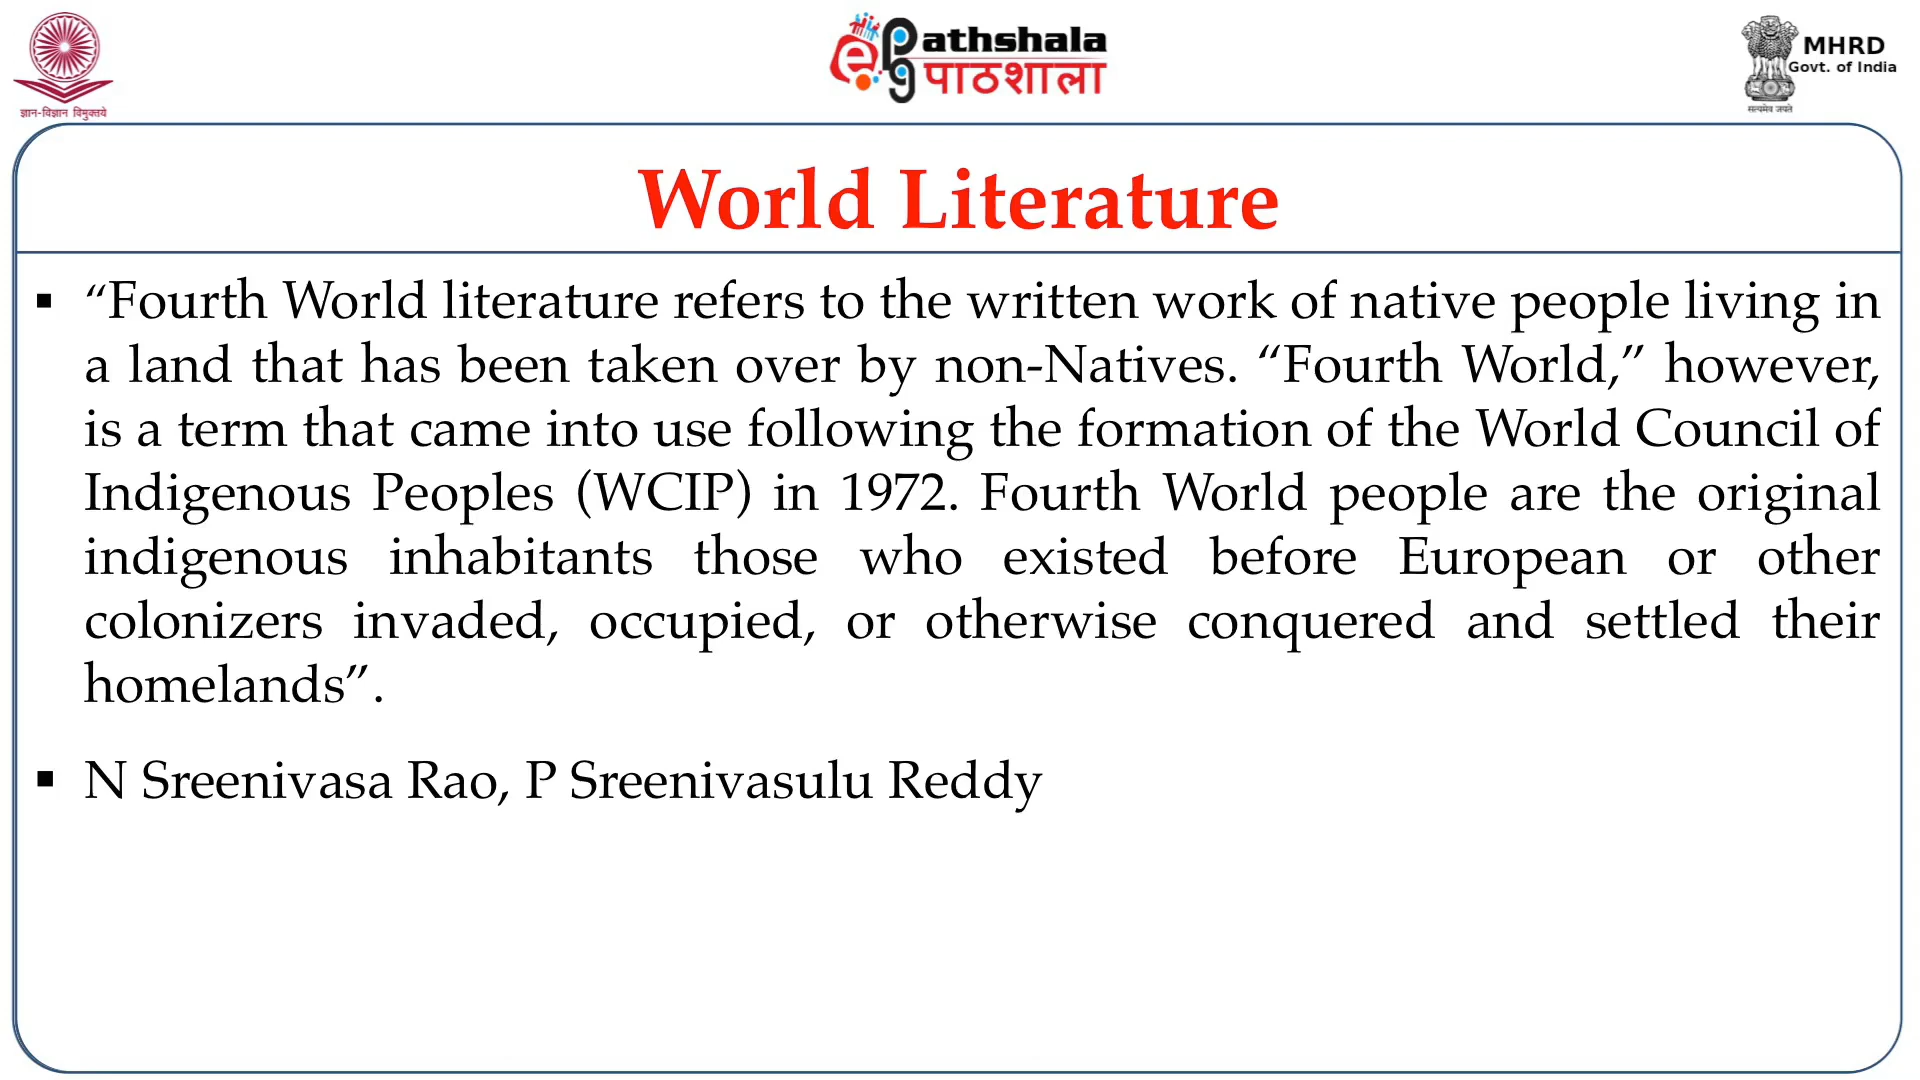 ज्ञान-विज्ञान विमुक्तये
ePg athshala
पाठशाला
MHRD
Govt. of India
सत्यमेव जयते
World Literature
▪ “Fourth World literature refers to the written work of native people living in
a land that has been taken over by non-Natives. “Fourth World,” however,
is a term that came into use following the formation of the World Council of
Indigenous Peoples (WCIP) in 1972. Fourth World people are the original
indigenous inhabitants those who existed before European or other
colonizers invaded, occupied, or otherwise conquered and settled their
homelands”.
▪ N Sreenivasa Rao, P Sreenivasulu Reddy